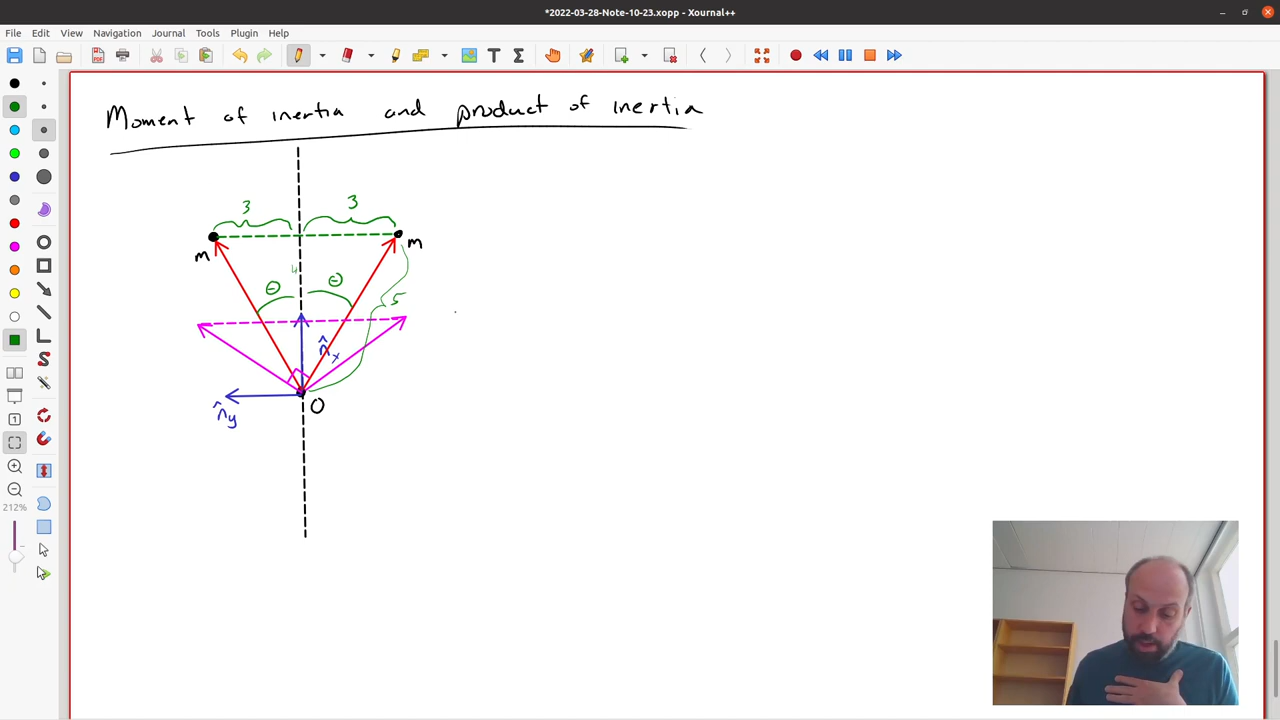 *2022-03-28-Note-10-23.xopp - Xournal++
File Edit View Navigation Journal Tools Plugin Help
Moment of inertia and product of inertia
3 3
m m
4
θ θ
5
n̂x
n̂y
O
212%